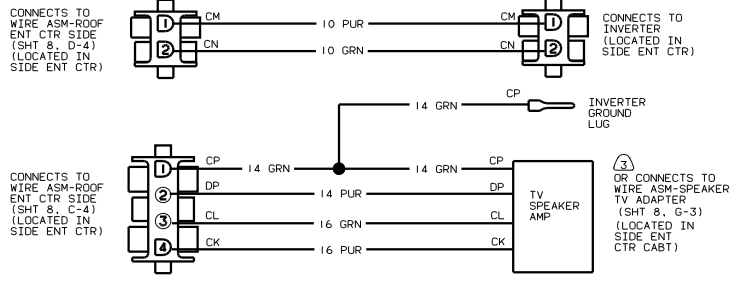 CONNECTS TO
WIRE ASM-ROOF
ENT CTR SIDE
(SHT 8, D-4)
(LOCATED IN
SIDE ENT CTR)
1 CM 10 PUR CM 1
2 CN 10 GRN CN 2
CONNECTS TO
INVERTER
(LOCATED IN
SIDE ENT CTR)
14 GRN CP
INVERTER
GROUND
LUG
CONNECTS TO
WIRE ASM-ROOF
ENT CTR SIDE
(SHT 8, C-4)
(LOCATED IN
SIDE ENT CTR)
1 CP 14 GRN 14 GRN CP
2 DP 14 PUR DP
3 CL 16 GRN CL
4 CK 16 PUR CK
TV
SPEAKER
AMP
3
OR CONNECTS TO
WIRE ASM-SPEAKER
TV ADAPTER
(SHT 8, G-3)
(LOCATED IN
SIDE ENT
CTR CABT)